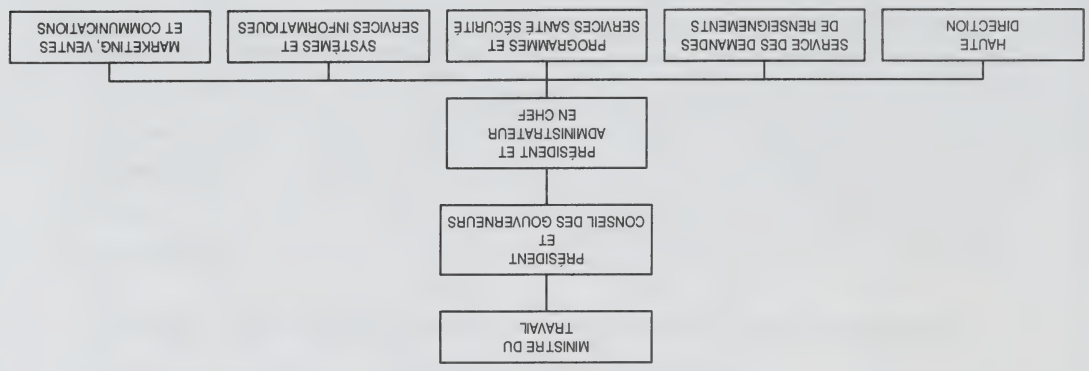 MINISTRE DU
TRAVAIL
PRÉSIDENT
ET
CONSEIL DES GOUVERNEURS
PRÉSIDENT ET
ADMINISTRATEUR
EN CHEF
HAUTE
DIRECTION
SERVICE DES DEMANDES
DE RENSEIGNEMENTS
PROGRAMMES ET
SERVICES SANTÉ SÉCURITÉ
SYSTÈMES ET
SERVICES INFORMATIQUES
MARKETING, VENTES
ET COMMUNICATIONS